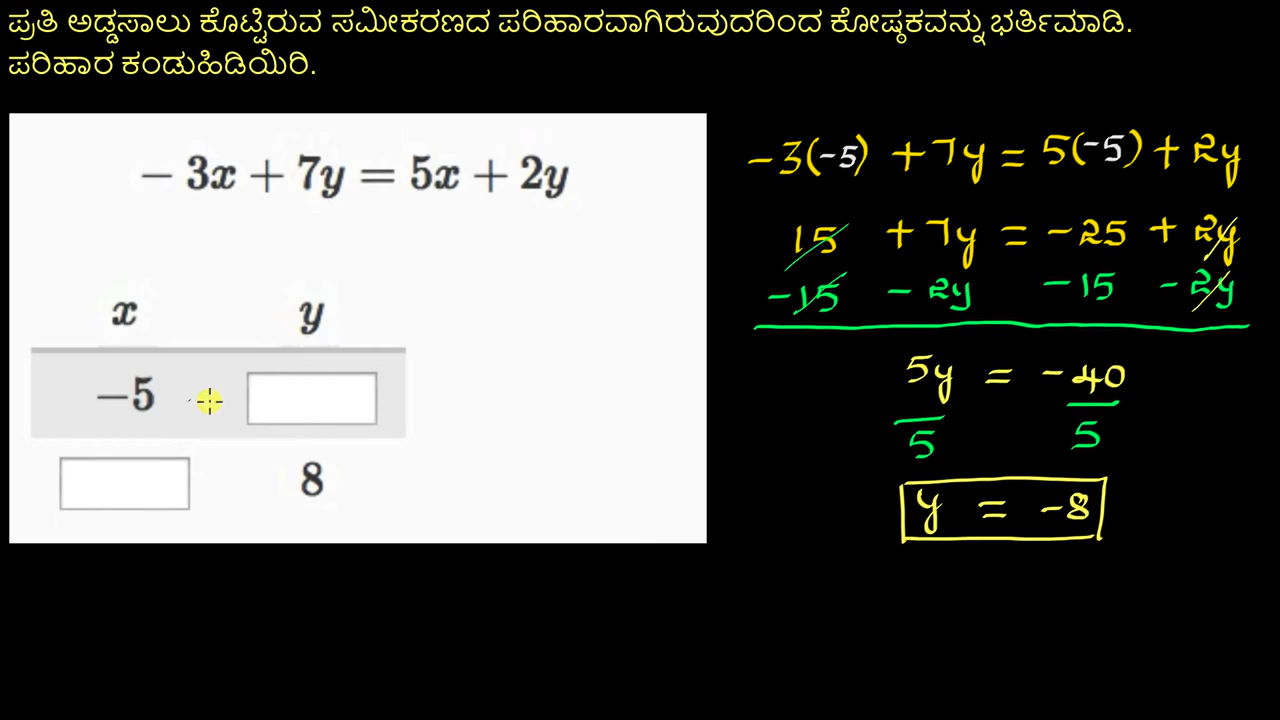 ಪ್ರತಿ ಅಡ್ಡಸಾಲು ಕೊಟ್ಟಿರುವ ಸಮೀಕರಣದ ಪರಿಹಾರವಾಗಿರುವುದರಿಂದ ಕೋಷ್ಠಕವನ್ನು ಭರ್ತಿಮಾಡಿ.
ಪರಿಹಾರ ಕಂಡುಹಿಡಿಯಿರಿ.
− 3x + 7y = 5x + 2y
x y
−5
8
-3(-5) + 7y = 5(-5) + 2y
15 + 7y = -25 + 2y
-15 - 2y -15 - 2y
5y = -40
5 5
y = -8